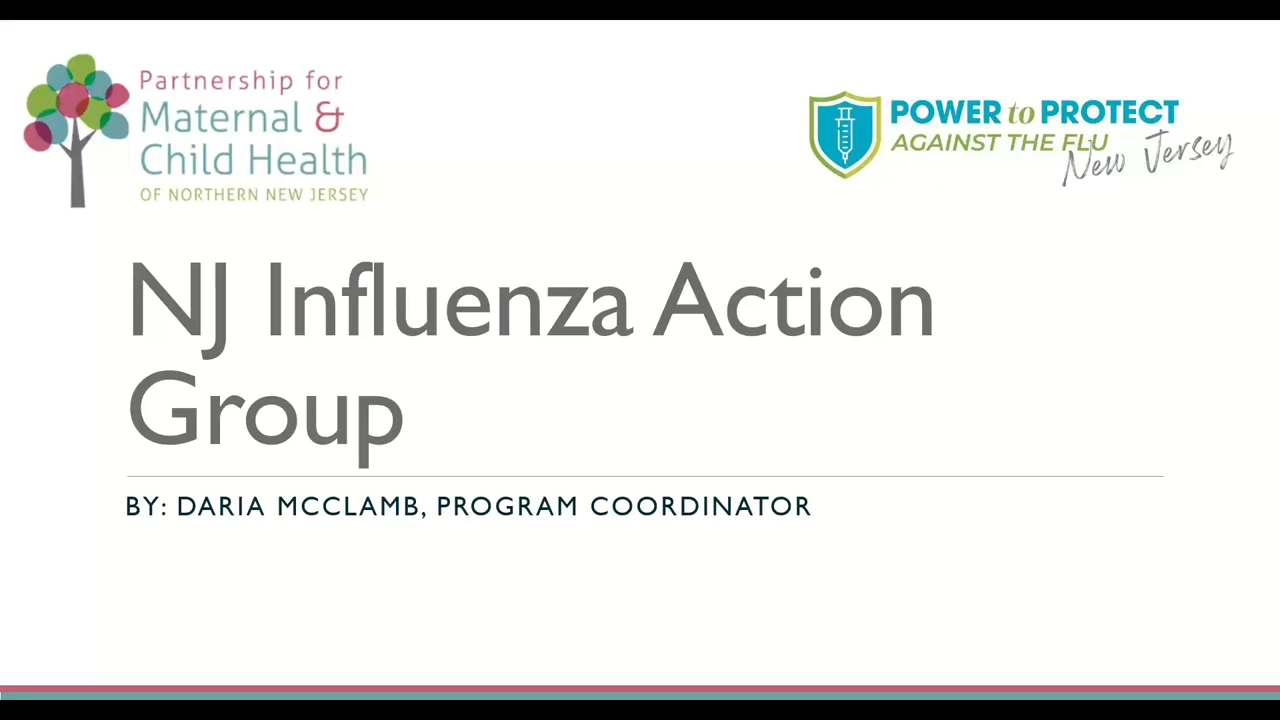 Partnership for
Maternal &
Child Health
OF NORTHERN NEW JERSEY
POWER to PROTECT
AGAINST THE FLU
New Jersey
NJ Influenza Action
Group
BY: DARIA MCCLAMB, PROGRAM COORDINATOR